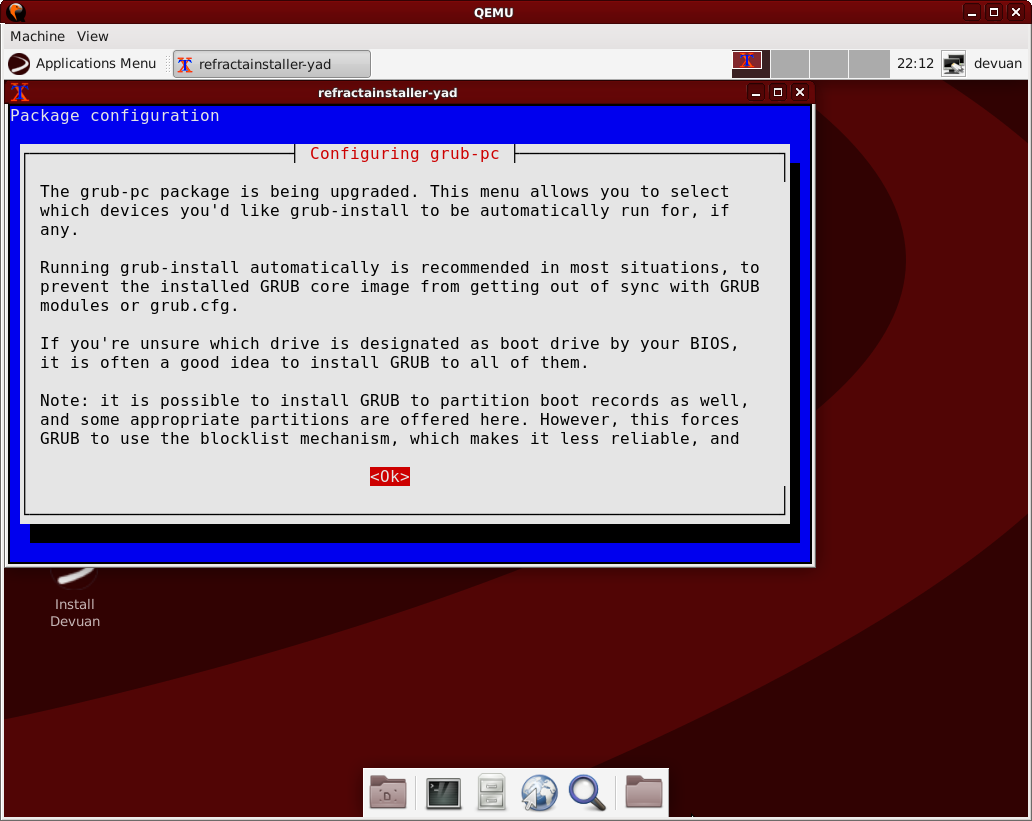 QEMU
Machine View
Applications Menu
refractainstaller-yad
22:12
devuan
refractainstaller-yad
Package configuration
Configuring grub-pc
The grub-pc package is being upgraded. This menu allows you to select
which devices you'd like grub-install to be automatically run for, if
any.
Running grub-install automatically is recommended in most situations, to
prevent the installed GRUB core image from getting out of sync with GRUB
modules or grub.cfg.
If you're unsure which drive is designated as boot drive by your BIOS,
it is often a good idea to install GRUB to all of them.
Note: it is possible to install GRUB to partition boot records as well,
and some appropriate partitions are offered here. However, this forces
GRUB to use the blocklist mechanism, which makes it less reliable, and
<Ok>
Install
Devuan